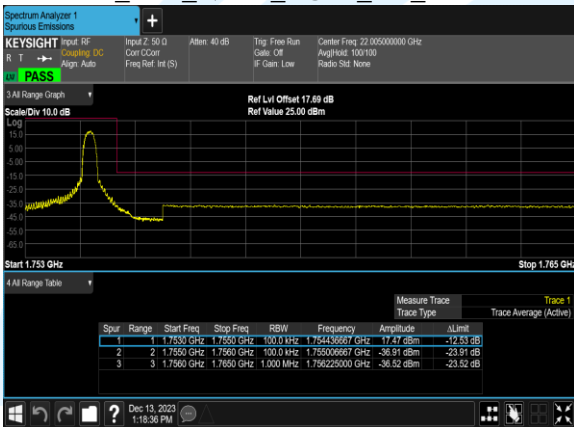 Spectrum Analyzer 1
Spurious Emissions
+
KEYSIGHT Input: RF Input Z: 50 Ω Atten: 40 dB Trig: Free Run Center Freq: 22.005000000 GHz
R T Coupling: DC Corr CCorr Gate: Off Avg|Hold: 100/100
Align: Auto Freq Ref: Int (S) IF Gain: Low Radio Std: None
PASS
3 All Range Graph Ref Lvl Offset 17.69 dB
Scale/Div 10.0 dB Ref Value 25.00 dBm
Log
15.0
5.00
-5.00
-15.0
-25.0
-35.0
-45.0
-55.0
-65.0
Start 1.753 GHz Stop 1.765 GHz
4 All Range Table
Measure Trace Trace 1
Trace Type Trace Average (Active)
Spur Range Start Freq Stop Freq RBW Frequency Amplitude ΔLimit
1 1 1.7530 GHz 1.7550 GHz 100.0 kHz 1.754436667 GHz 17.47 dBm -12.53 dB
2 2 1.7550 GHz 1.7560 GHz 100.0 kHz 1.755006667 GHz -36.91 dBm -23.91 dB
3 3 1.7560 GHz 1.7650 GHz 1.000 MHz 1.756225000 GHz -36.52 dBm -23.52 dB
? Dec 13, 2023
1:18:36 PM